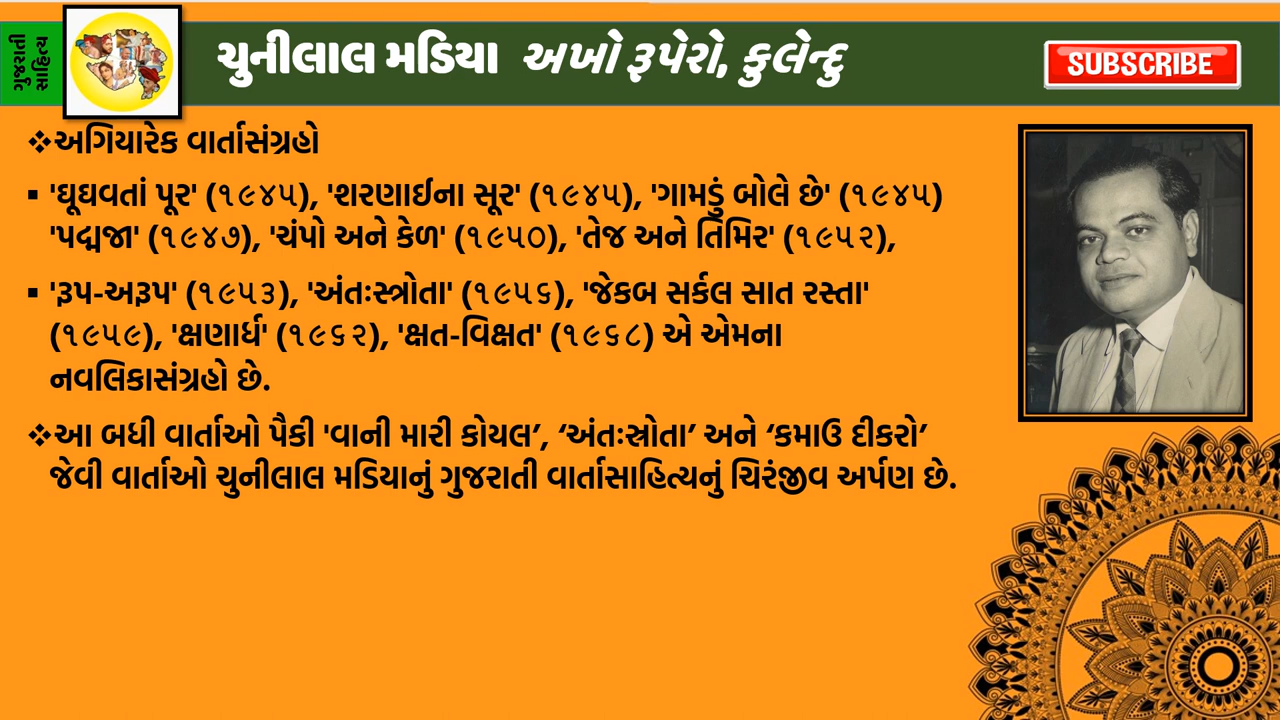 ગુજરાતી
સાહિત્ય
ચુનીલાલ મડિયા અખો રૂપેરો, કુલેન્દુ
SUBSCRIBE
❖અગિયારેક વાર્તાસંગ્રહો
▪ 'ઘૂઘવતાં પૂર' (૧૯૪૫), 'શરણાઈના સૂર' (૧૯૪૫), 'ગામડું બોલે છે' (૧૯૪૫)
'પદ્મજા' (૧૯૪૭), 'ચંપો અને કેળ' (૧૯૫૦), 'તેજ અને તિમિર' (૧૯૫૨),
▪ 'રૂપ-અરૂપ' (૧૯૫૩), 'અંતઃસ્ત્રોતા' (૧૯૫૬), 'જેકબ સર્કલ સાત રસ્તા'
(૧૯૫૯), 'ક્ષણાર્ધ' (૧૯૬૨), 'ક્ષત-વિક્ષત' (૧૯૬૮) એ એમના
નવલિકાસંગ્રહો છે.
❖આ બધી વાર્તાઓ પૈકી 'વાની મારી કોયલ’, ‘અંતઃસ્રોતા’ અને ‘કમાઉ દીકરો’
જેવી વાર્તાઓ ચુનીલાલ મડિયાનું ગુજરાતી વાર્તાસાહિત્યનું ચિરંજીવ અર્પણ છે.